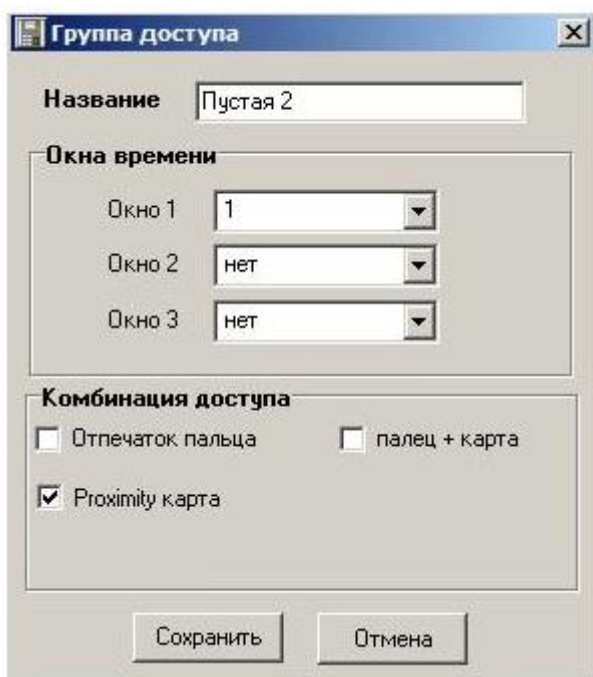 Группа доступа
Название Пустая 2
Окна времени
Окно 1 1
Окно 2 нет
Окно 3 нет
Комбинация доступа
Отпечаток пальца палец + карта
Proximity карта
Сохранить Отмена